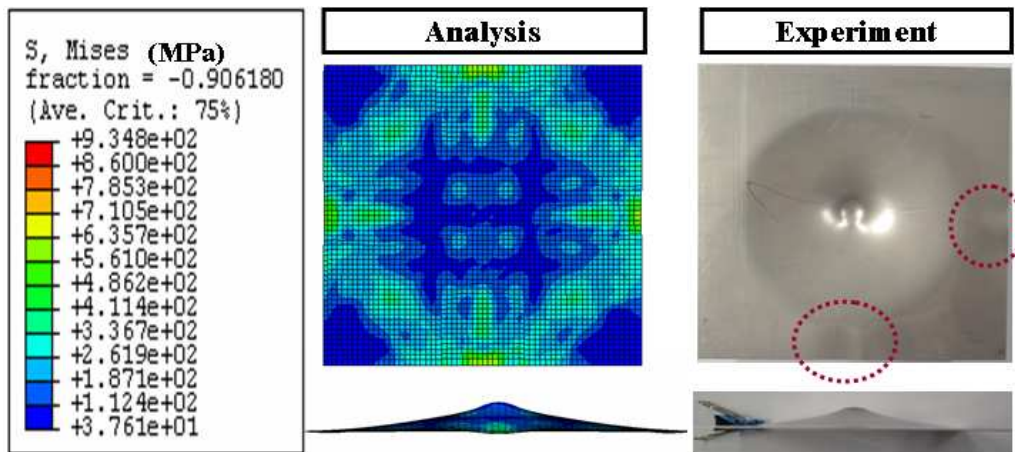 S, Mises (MPa)
fraction = -0.906180
(Ave. Crit.: 75%)
+9.348e+02
+8.600e+02
+7.853e+02
+7.105e+02
+6.357e+02
+5.610e+02
+4.862e+02
+4.114e+02
+3.367e+02
+2.619e+02
+1.871e+02
+1.124e+02
+3.761e+01
Analysis
Experiment